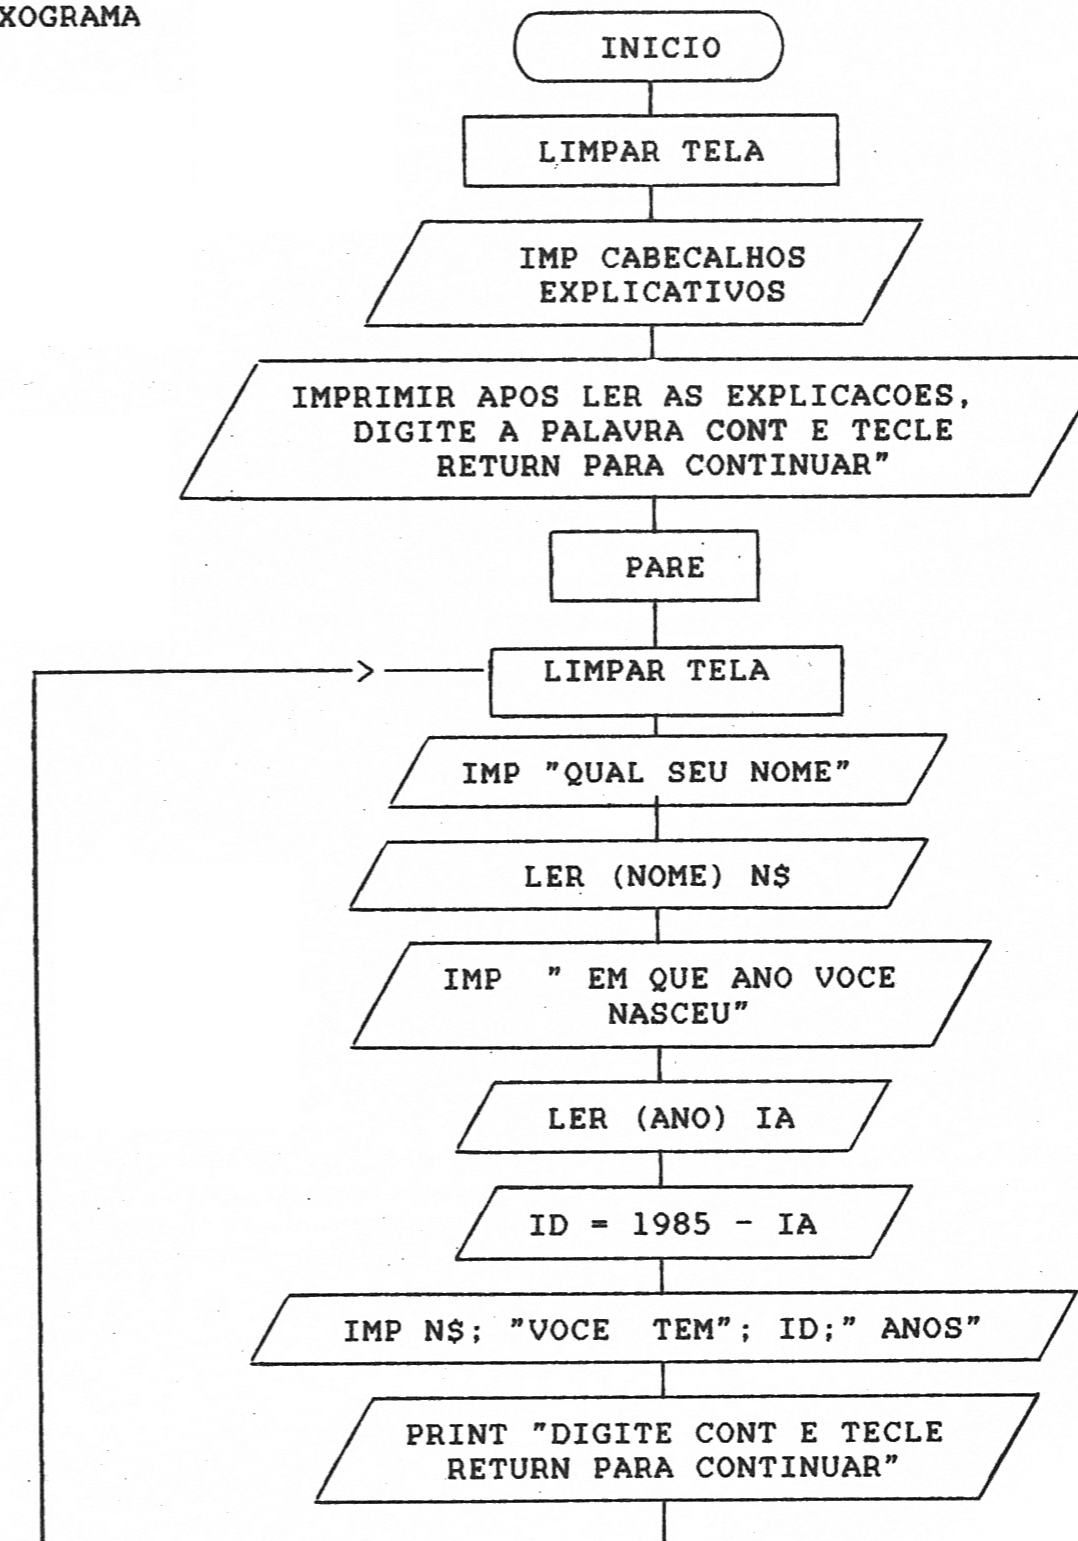 XOGRAMA
INICIO
LIMPAR TELA
IMP CABECALHOS
EXPLICATIVOS
IMPRIMIR APOS LER AS EXPLICACOES,
DIGITE A PALAVRA CONT E TECLE
RETURN PARA CONTINUAR"
PARE
LIMPAR TELA
IMP "QUAL SEU NOME"
LER (NOME) N$
IMP " EM QUE ANO VOCE
NASCEU"
LER (ANO) IA
ID = 1985 - IA
IMP N$; "VOCE TEM"; ID;" ANOS"
PRINT "DIGITE CONT E TECLE
RETURN PARA CONTINUAR"